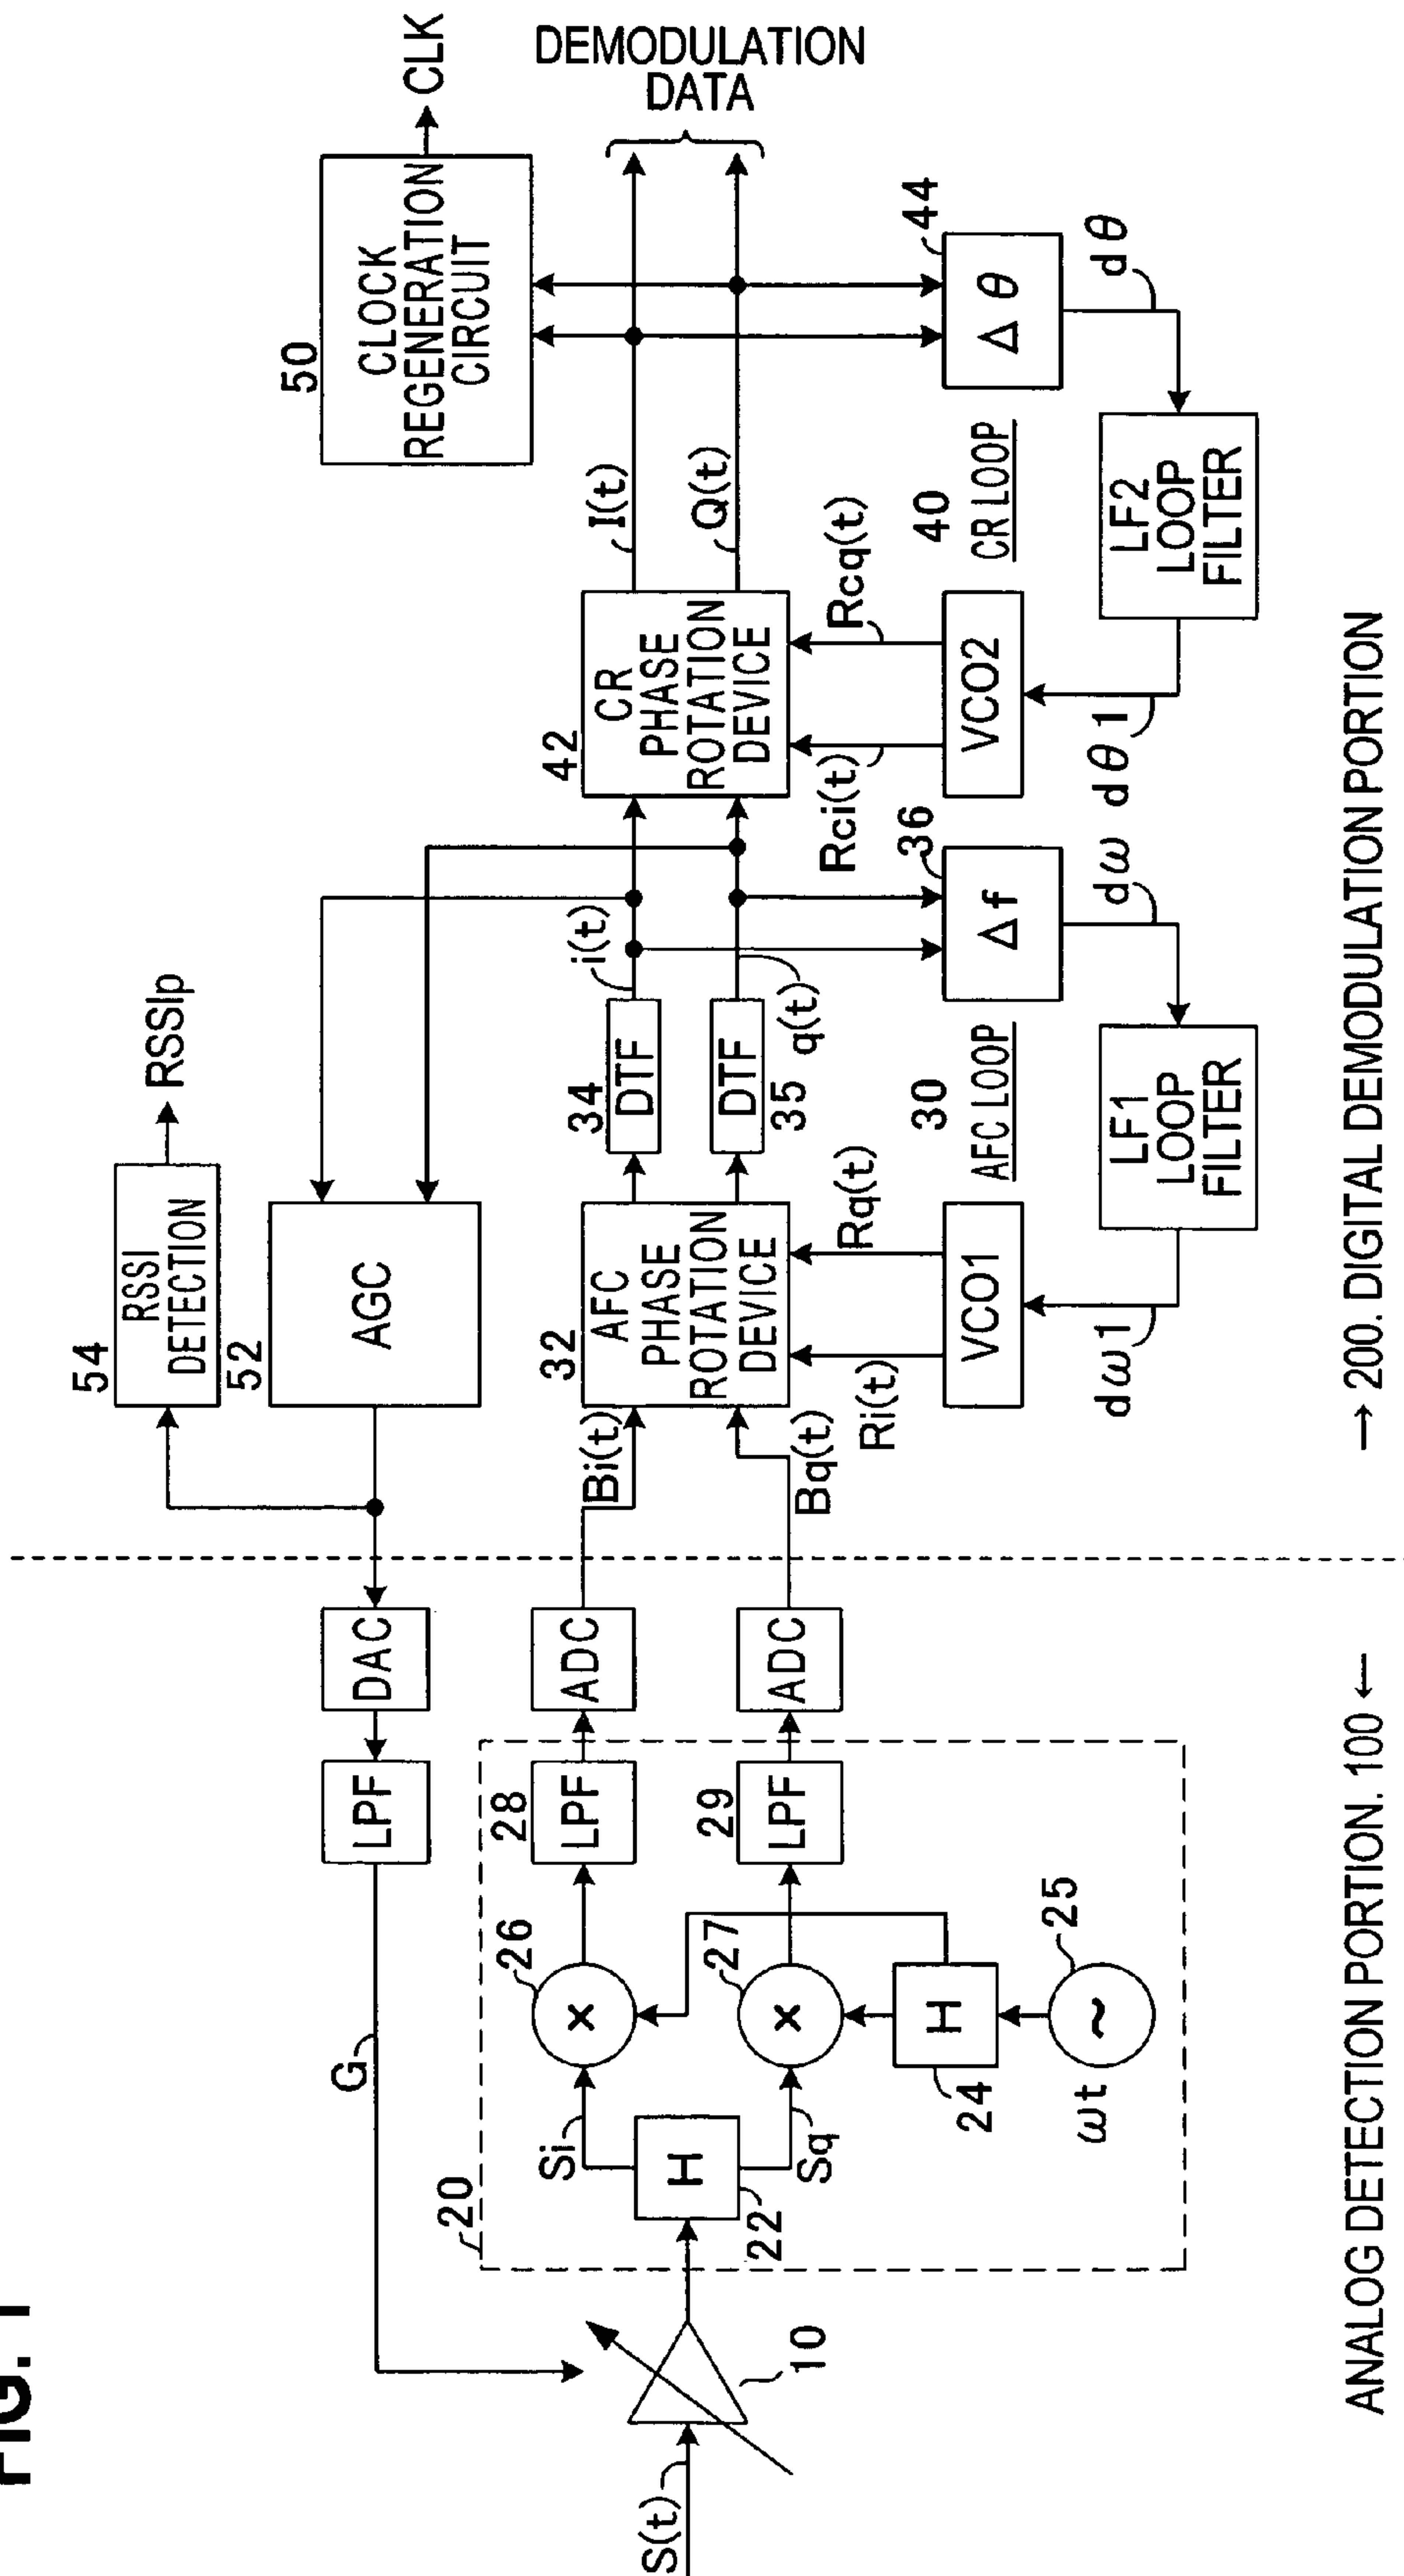 FIG. 1
S(t)
10
G
20
22
H
Si
Sq
26
×
27
×
24
H
25
~
ωt
28
LPF
29
LPF
LPF
DAC
ADC
ADC
Bi(t)
Bq(t)
54
RSSI
DETECTION
RSSIp
52
AGC
32
AFC
PHASE
ROTATION
DEVICE
Ri(t)
Rq(t)
VCO1
dω1
34
DTF
DTF
35
i(t)
q(t)
30
AFC LOOP
LF1
LOOP
FILTER
36
Δf
dω
42
CR
PHASE
ROTATION
DEVICE
Rci(t)
Rcq(t)
VCO2
dθ1
I(t)
Q(t)
40
CR LOOP
LF2
LOOP
FILTER
44
Δθ
dθ
50
CLOCK
REGENERATION
CIRCUIT
CLK
DEMODULATION
DATA
ANALOG DETECTION PORTION. 100 ←
→ 200. DIGITAL DEMODULATION PORTION